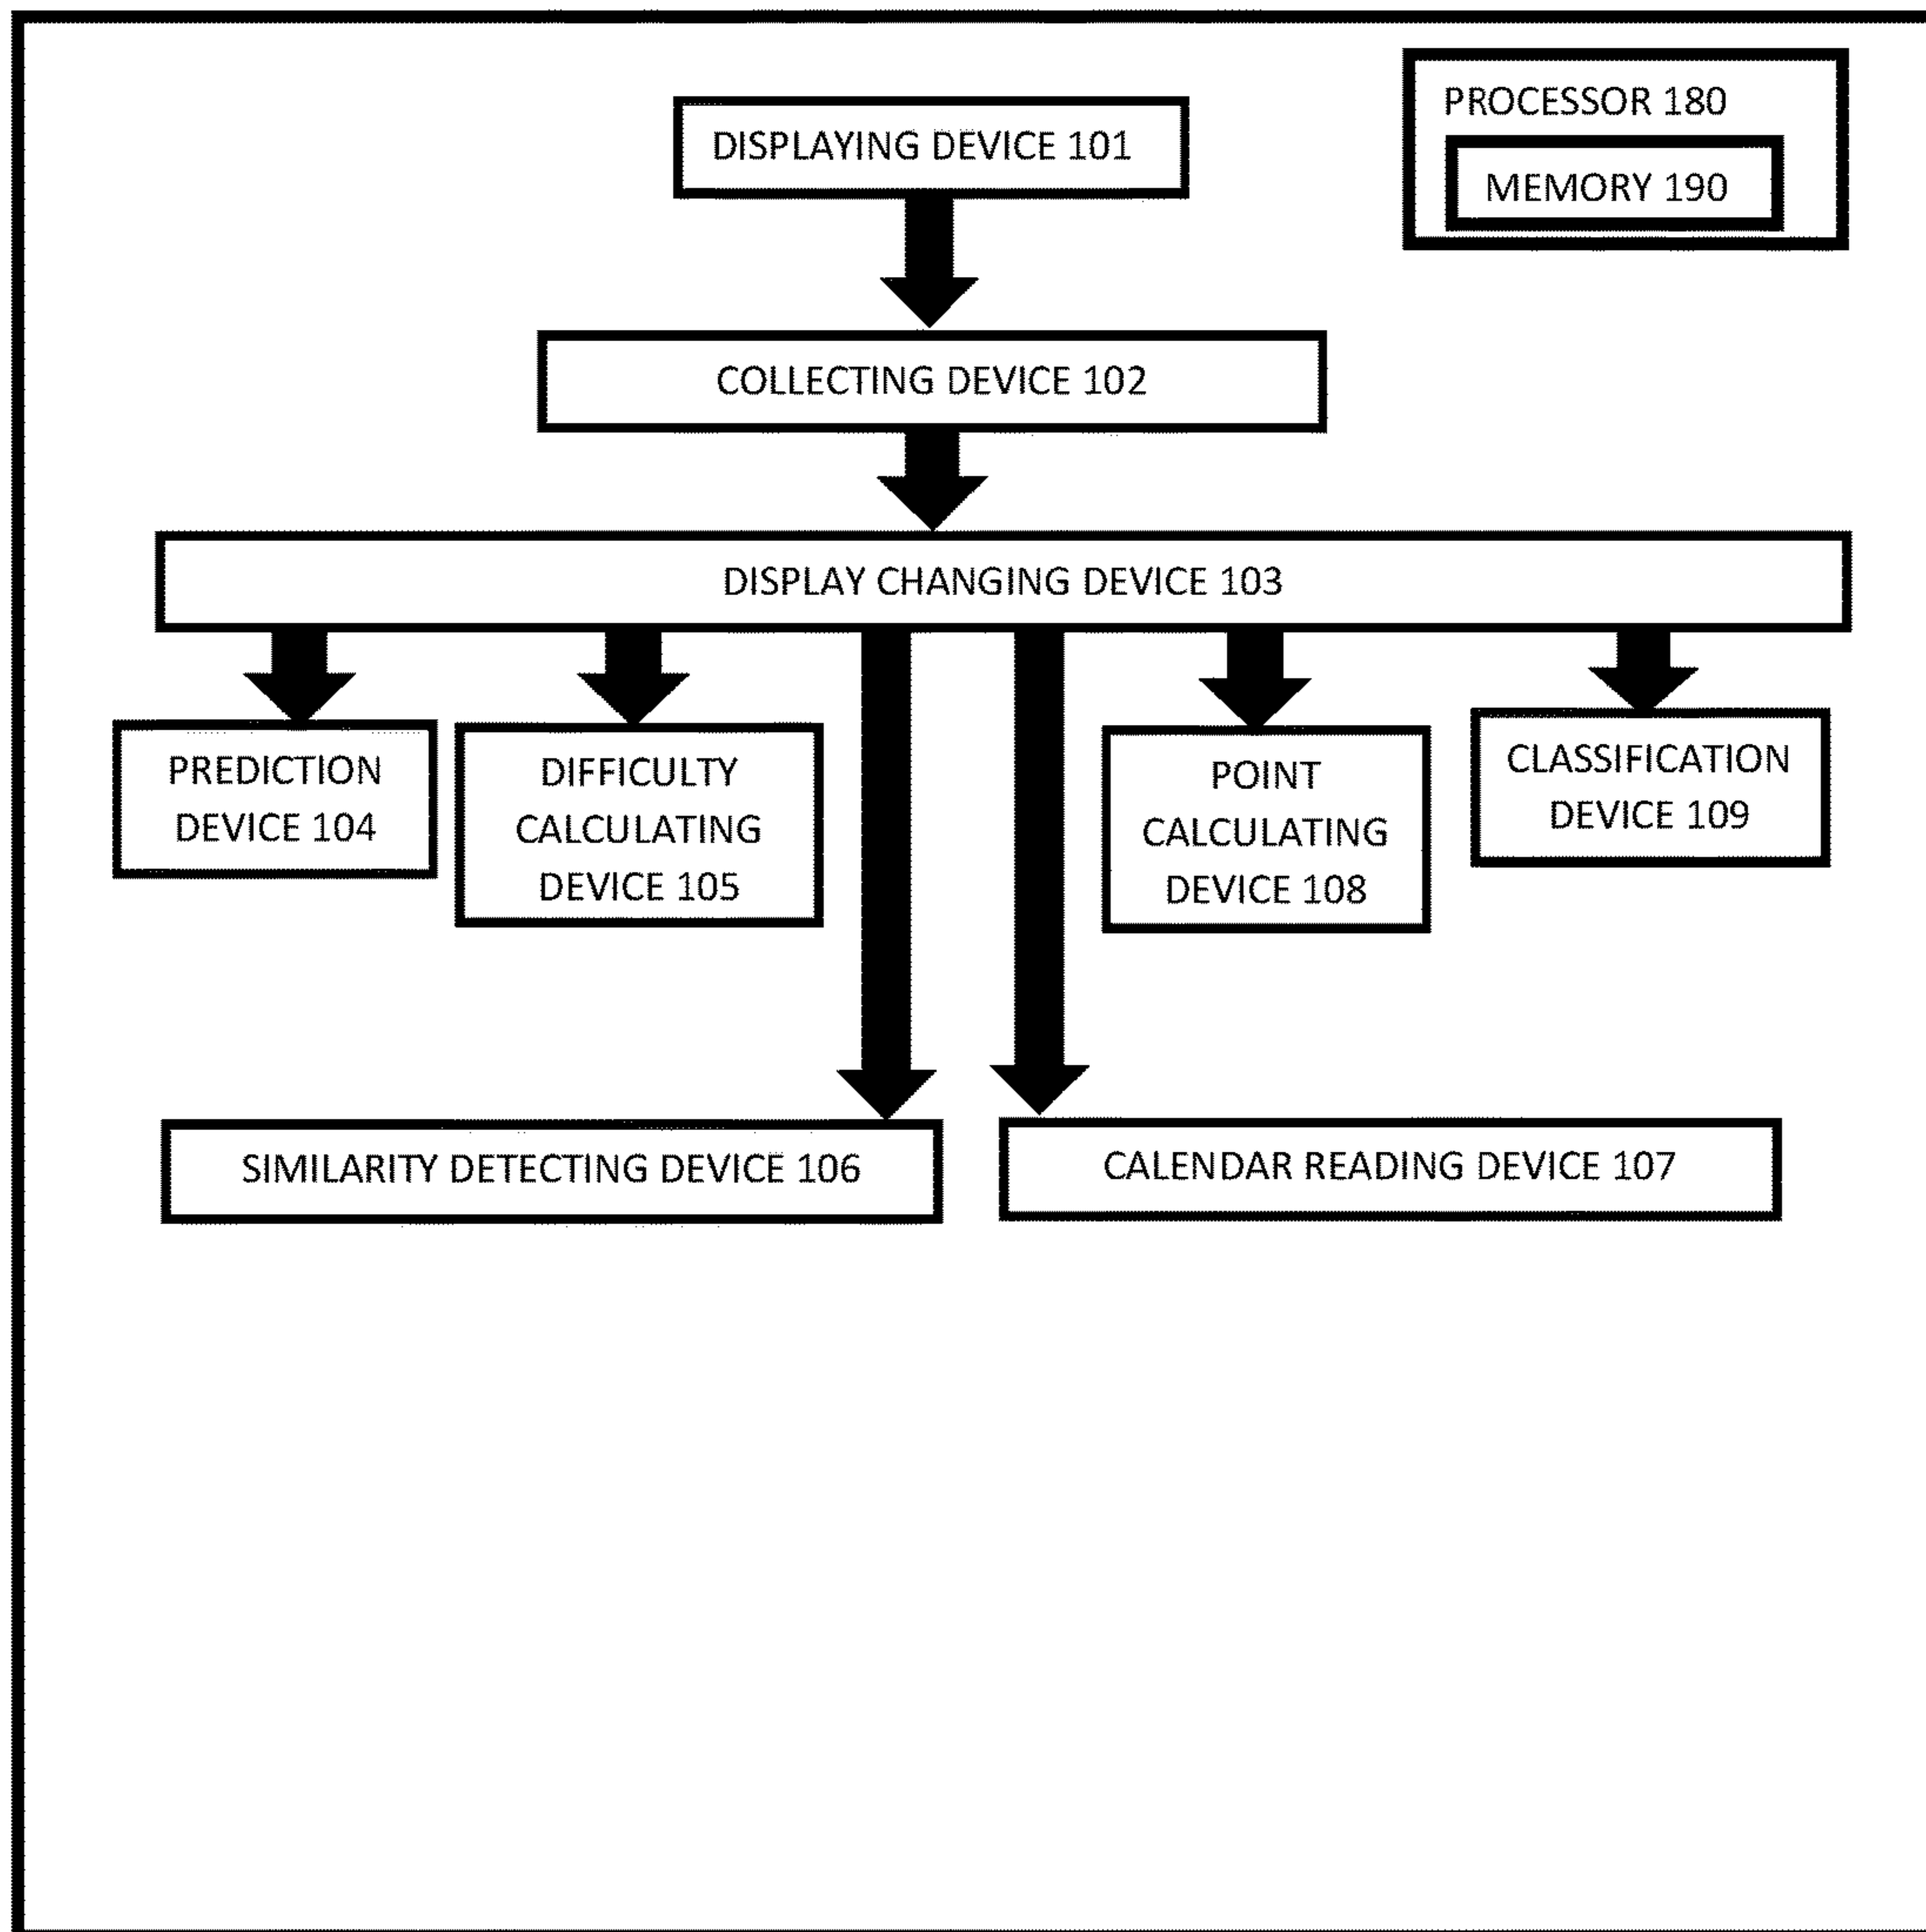 PROCESSOR 180
MEMORY 190
DISPLAYING DEVICE 101
COLLECTING DEVICE 102
DISPLAY CHANGING DEVICE 103
PREDICTION
DEVICE 104
DIFFICULTY
CALCULATING
DEVICE 105
POINT
CALCULATING
DEVICE 108
CLASSIFICATION
DEVICE 109
SIMILARITY DETECTING DEVICE 106
CALENDAR READING DEVICE 107